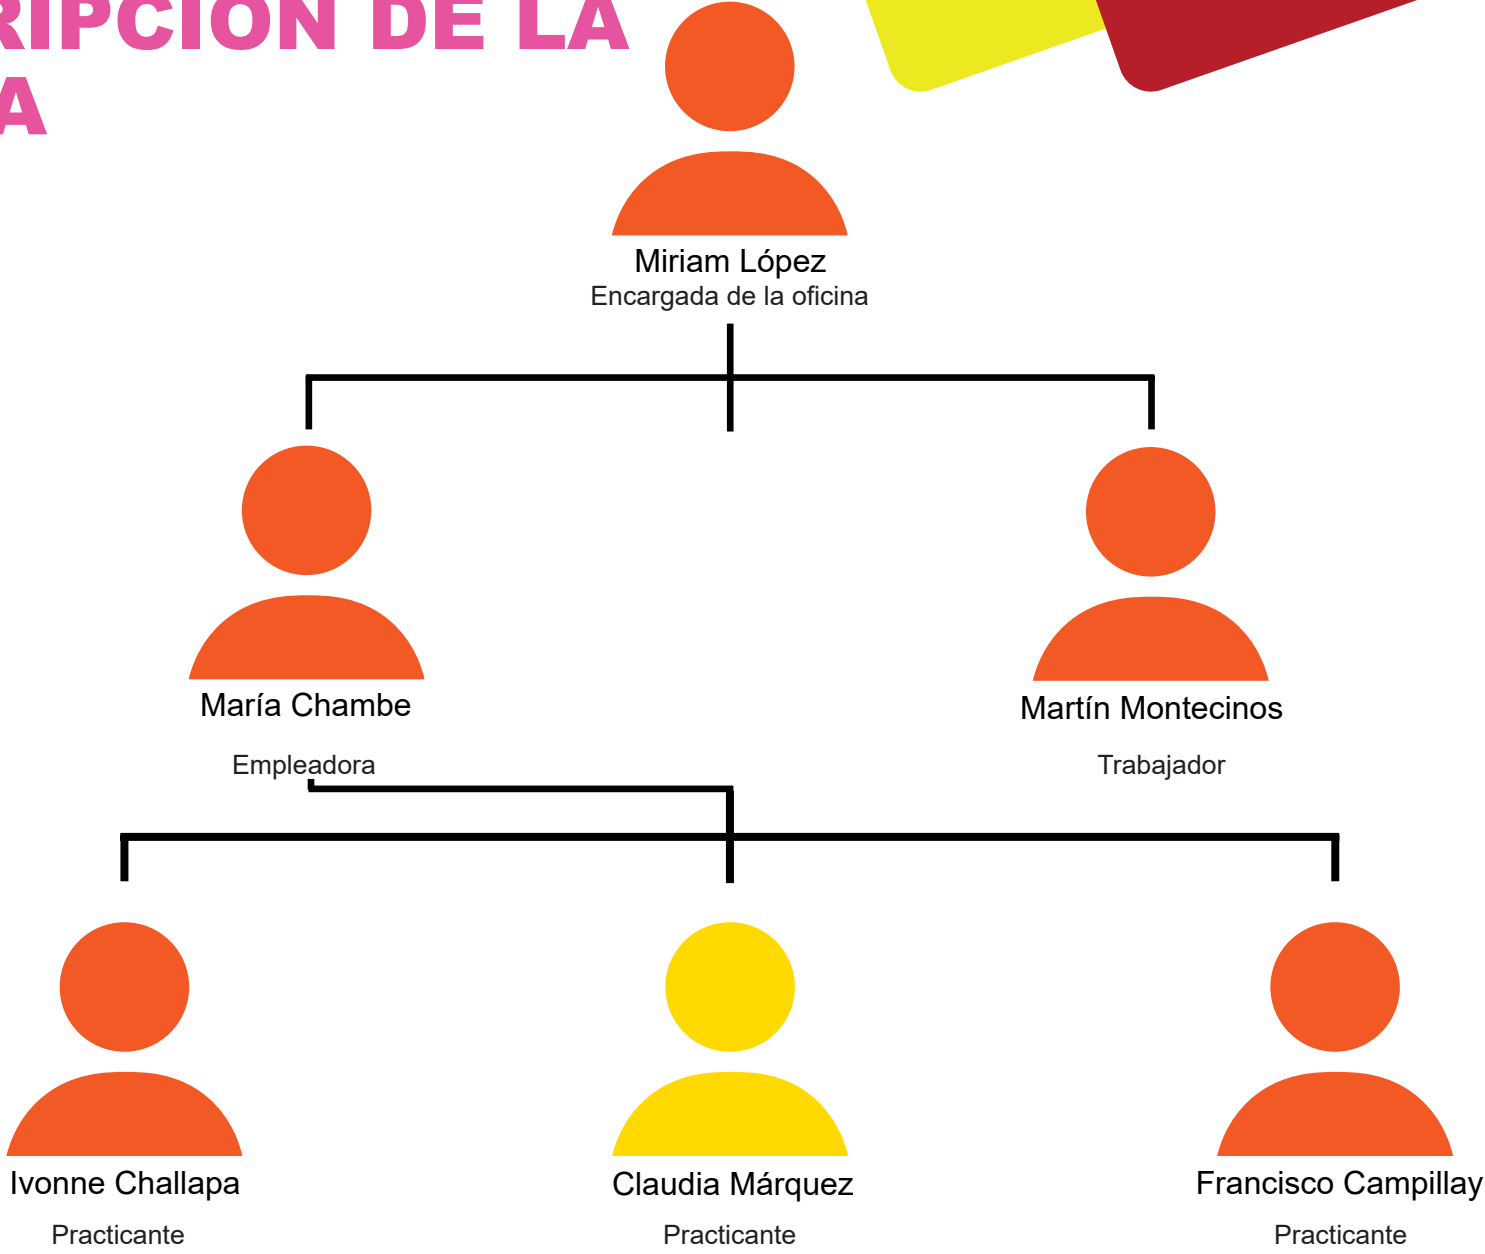 RIPCIÓN DE LA
A
Miriam López
Encargada de la oficina
María Chambe
Martín Montecinos
Empleadora
Trabajador
Ivonne Challapa
Claudia Márquez
Francisco Campillay
Practicante
Practicante
Practicante